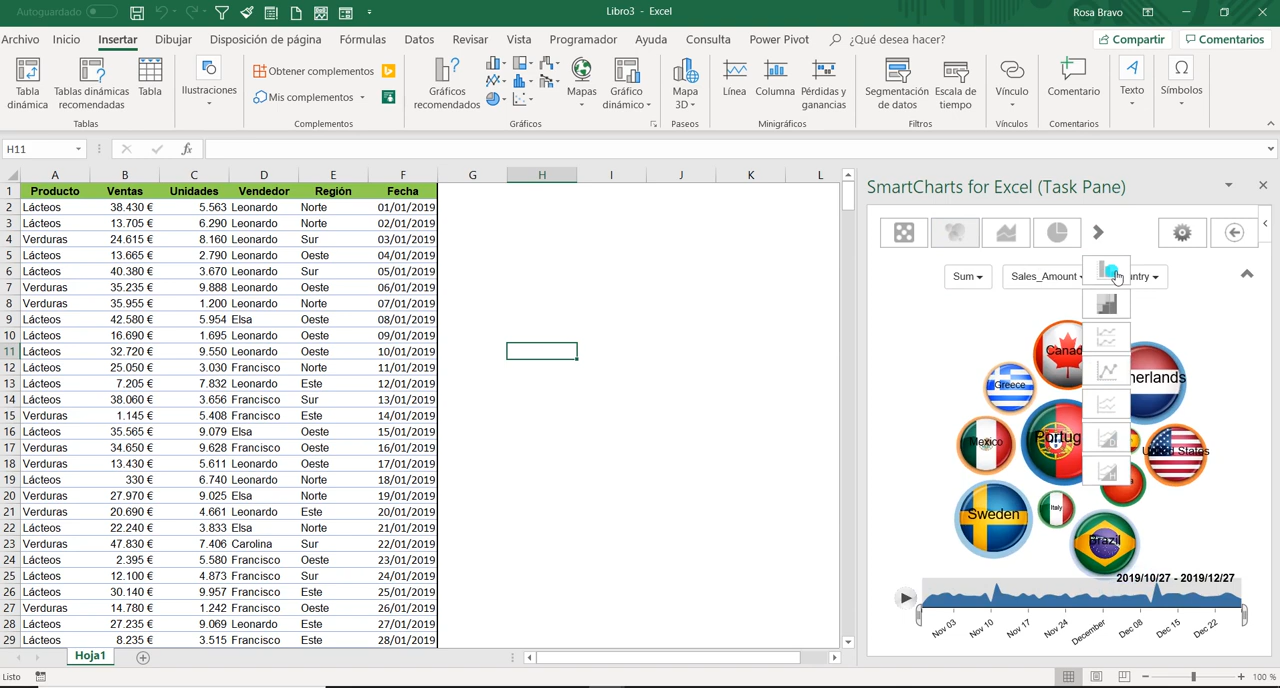 Autoguardado
Libro3 - Excel
Rosa Bravo
Archivo Inicio Insertar Dibujar Disposición de página Fórmulas Datos Revisar Vista Programador Ayuda Consulta Power Pivot ¿Qué desea hacer? Compartir Comentarios
Tabla dinámica
Tablas dinámicas recomendadas
Tabla
Ilustraciones
Obtener complementos
Mis complementos
Gráficos recomendados
Mapas
Gráfico dinámico
Mapa 3D
Línea
Columna
Pérdidas y ganancias
Segmentación de datos
Escala de tiempo
Vínculo
Comentario
Texto
Símbolos
Tablas Complementos Gráficos Paseos Minigráficos Filtros Vínculos Comentarios
H11 fx
A B C D E F G H I J K L
1 Producto Ventas Unidades Vendedor Región Fecha
2 Lácteos 38.430 € 5.563 Leonardo Norte 01/01/2019
3 Lácteos 13.705 € 6.290 Leonardo Norte 02/01/2019
4 Verduras 24.615 € 8.160 Leonardo Sur 03/01/2019
5 Lácteos 13.665 € 2.790 Leonardo Oeste 04/01/2019
6 Lácteos 40.380 € 3.670 Leonardo Sur 05/01/2019
7 Verduras 35.235 € 9.888 Leonardo Oeste 06/01/2019
8 Verduras 35.955 € 1.200 Leonardo Norte 07/01/2019
9 Lácteos 42.580 € 5.954 Elsa Oeste 08/01/2019
10 Lácteos 16.690 € 1.695 Leonardo Oeste 09/01/2019
11 Lácteos 32.720 € 9.550 Leonardo Oeste 10/01/2019
12 Lácteos 25.050 € 3.030 Francisco Norte 11/01/2019
13 Lácteos 7.205 € 7.832 Leonardo Este 12/01/2019
14 Lácteos 38.060 € 3.656 Francisco Sur 13/01/2019
15 Verduras 1.145 € 5.408 Francisco Este 14/01/2019
16 Lácteos 35.565 € 9.079 Elsa Oeste 15/01/2019
17 Verduras 34.650 € 9.628 Francisco Oeste 16/01/2019
18 Verduras 13.430 € 5.611 Leonardo Oeste 17/01/2019
19 Lácteos 330 € 6.740 Leonardo Norte 18/01/2019
20 Verduras 27.970 € 9.025 Elsa Norte 19/01/2019
21 Verduras 20.690 € 4.661 Leonardo Este 20/01/2019
22 Lácteos 22.240 € 3.833 Elsa Norte 21/01/2019
23 Verduras 47.830 € 7.406 Carolina Sur 22/01/2019
24 Lácteos 2.395 € 5.580 Francisco Oeste 23/01/2019
25 Lácteos 12.100 € 4.873 Francisco Sur 24/01/2019
26 Lácteos 30.140 € 9.957 Francisco Este 25/01/2019
27 Verduras 14.780 € 1.242 Francisco Oeste 26/01/2019
28 Lácteos 27.235 € 9.069 Leonardo Este 27/01/2019
29 Lácteos 8.235 € 3.515 Francisco Este 28/01/2019
SmartCharts for Excel (Task Pane)
Sum Sales_Amount untry
Canad
Greece
herlands
Mexico
Portug
United States
Sweden
Italy
Brazil
2019/10/27 - 2019/12/27
Nov 03 Nov 10 Nov 17 Nov 24 December Dec 08 Dec 15 Dec 22
Hoja1
Listo
100 %